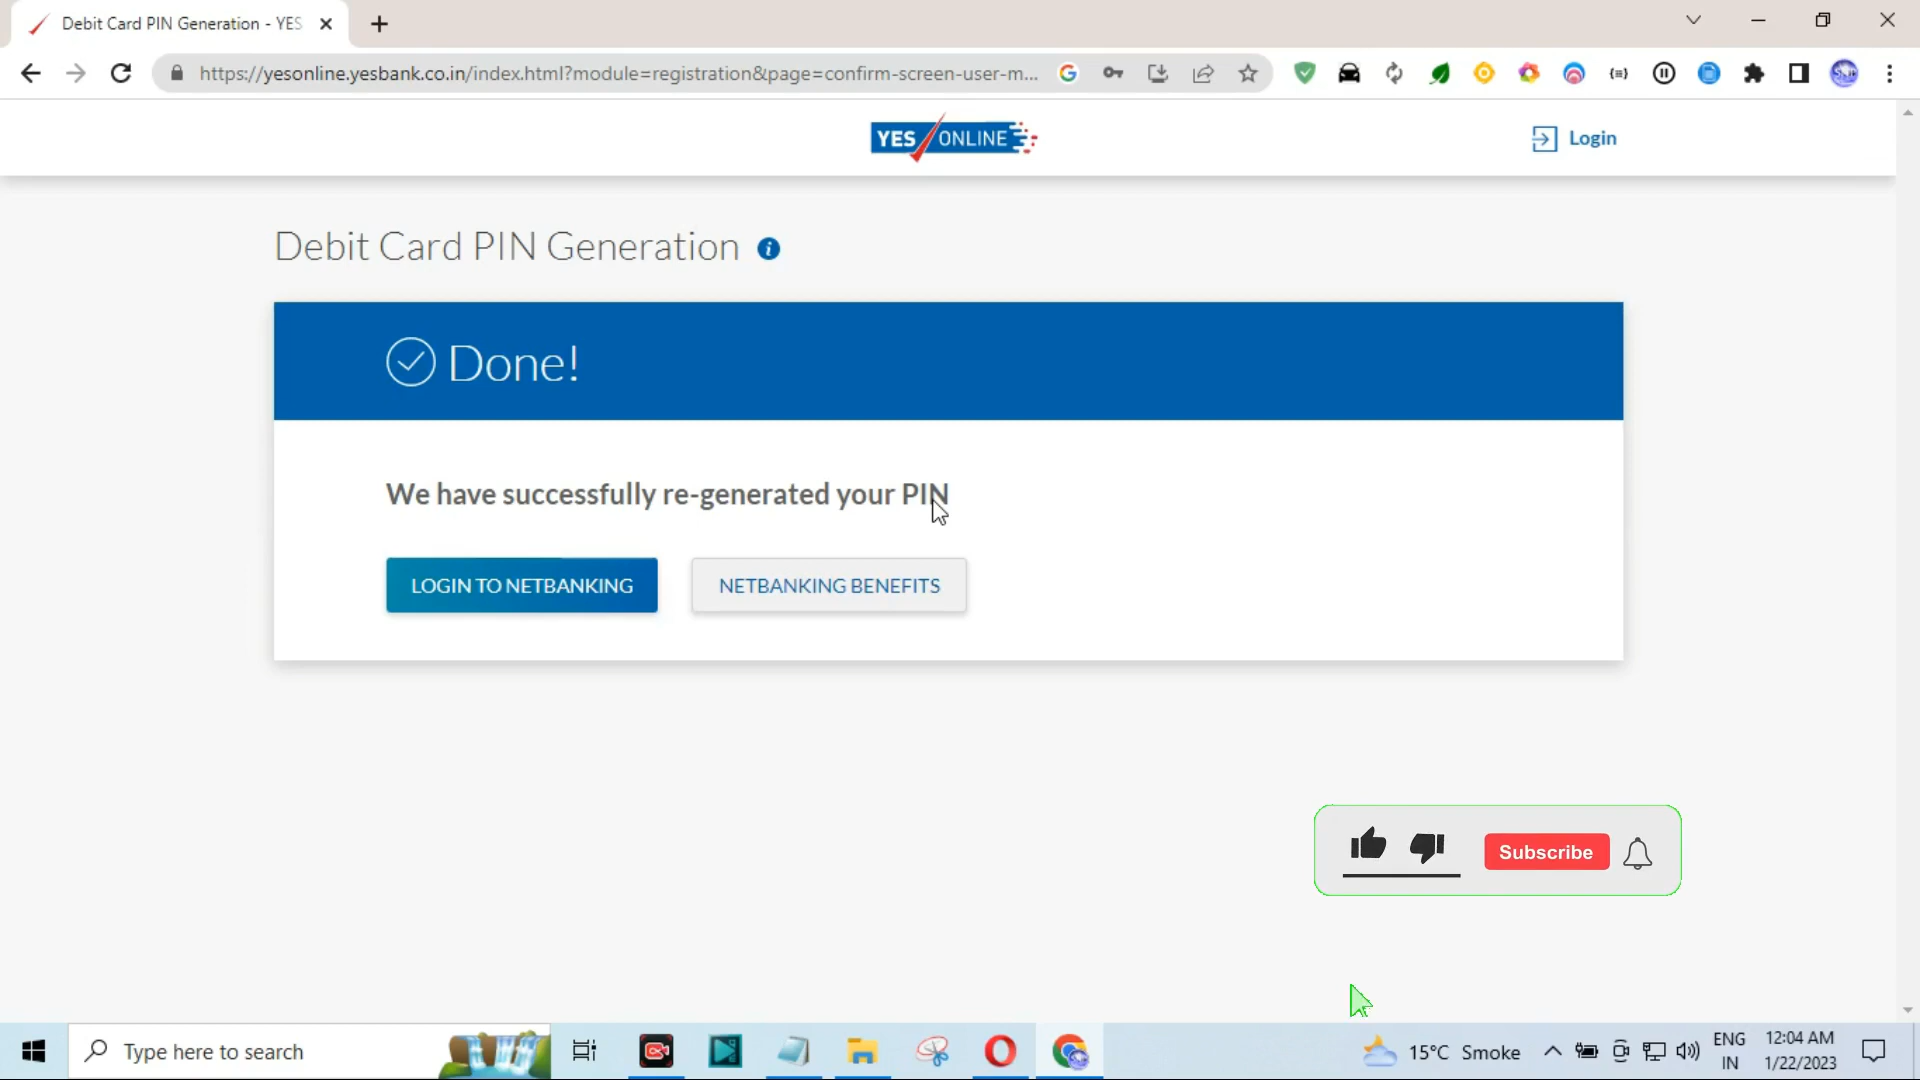 Debit Card PIN Generation - YES
https://yesonline.yesbank.co.in/index.html?module=registration&page=confirm-screen-user-m...
YES ONLINE
Login
Debit Card PIN Generation
Done!
We have successfully re-generated your PIN
LOGIN TO NETBANKING
NETBANKING BENEFITS
Subscribe
Type here to search
15°C Smoke
ENG
IN
12:04 AM
1/22/2023